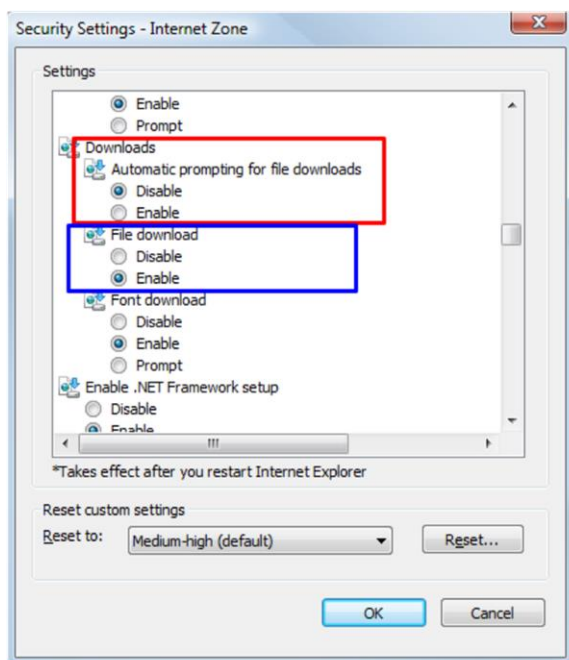 Security Settings - Internet Zone
Settings
Enable
Prompt
Downloads
Automatic prompting for file downloads
Disable
Enable
File download
Disable
Enable
Font download
Disable
Enable
Prompt
Enable .NET Framework setup
Disable
Enable
*Takes effect after you restart Internet Explorer
Reset custom settings
Reset to:
Medium-high (default)
Reset...
OK
Cancel